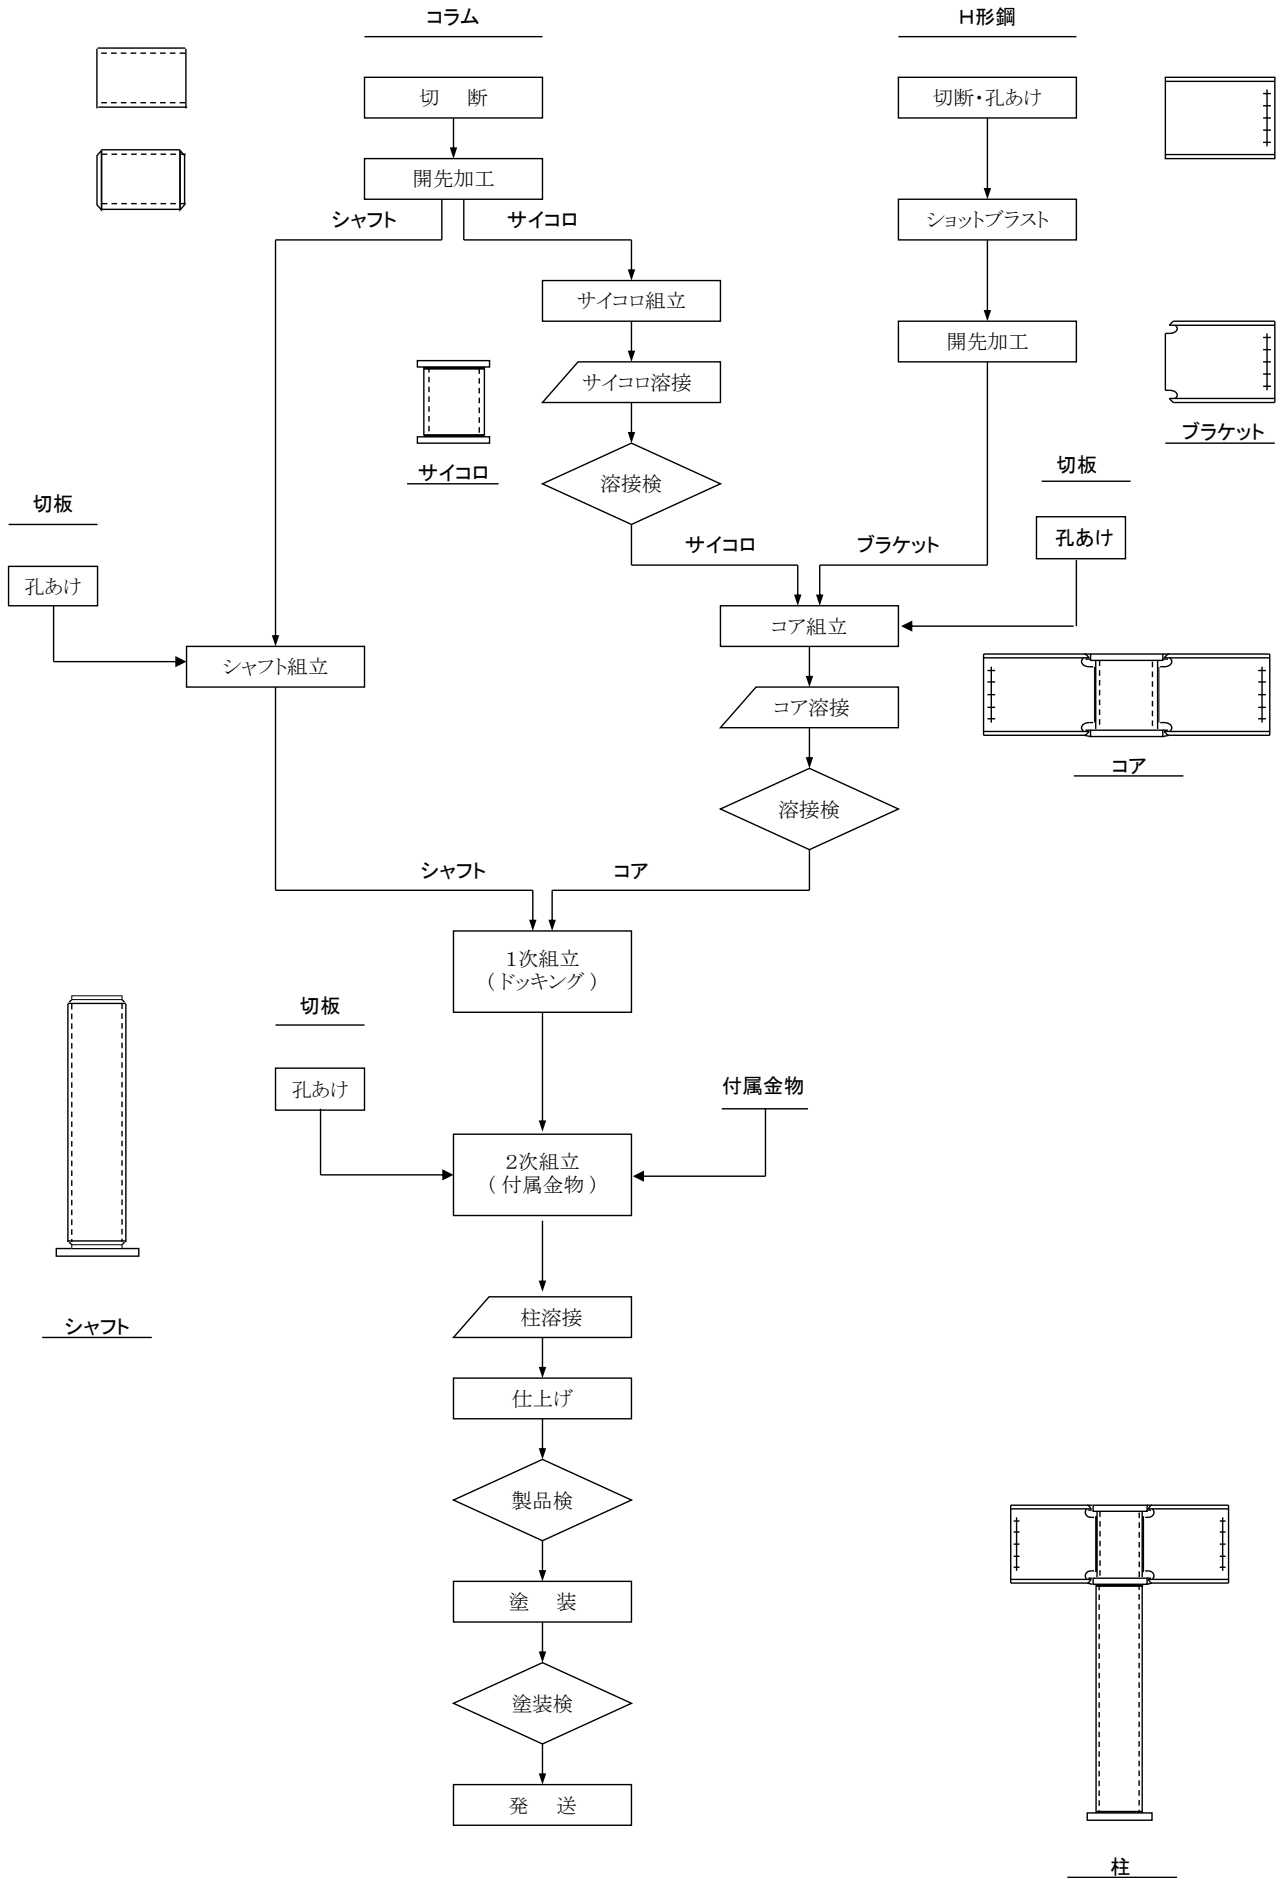 コラム
H形鋼
切　断
切断・孔あけ
開先加工
シャフト
サイコロ
ショットブラスト
サイコロ組立
開先加工
サイコロ溶接
ブラケット
サイコロ
溶接検
切板
切板
サイコロ
ブラケット
孔あけ
孔あけ
コア組立
シャフト組立
コア溶接
コア
溶接検
シャフト
コア
1次組立
(ドッキング)
切板
孔あけ
付属金物
2次組立
(付属金物)
シャフト
柱溶接
仕上げ
製品検
塗　装
塗装検
発　送
柱